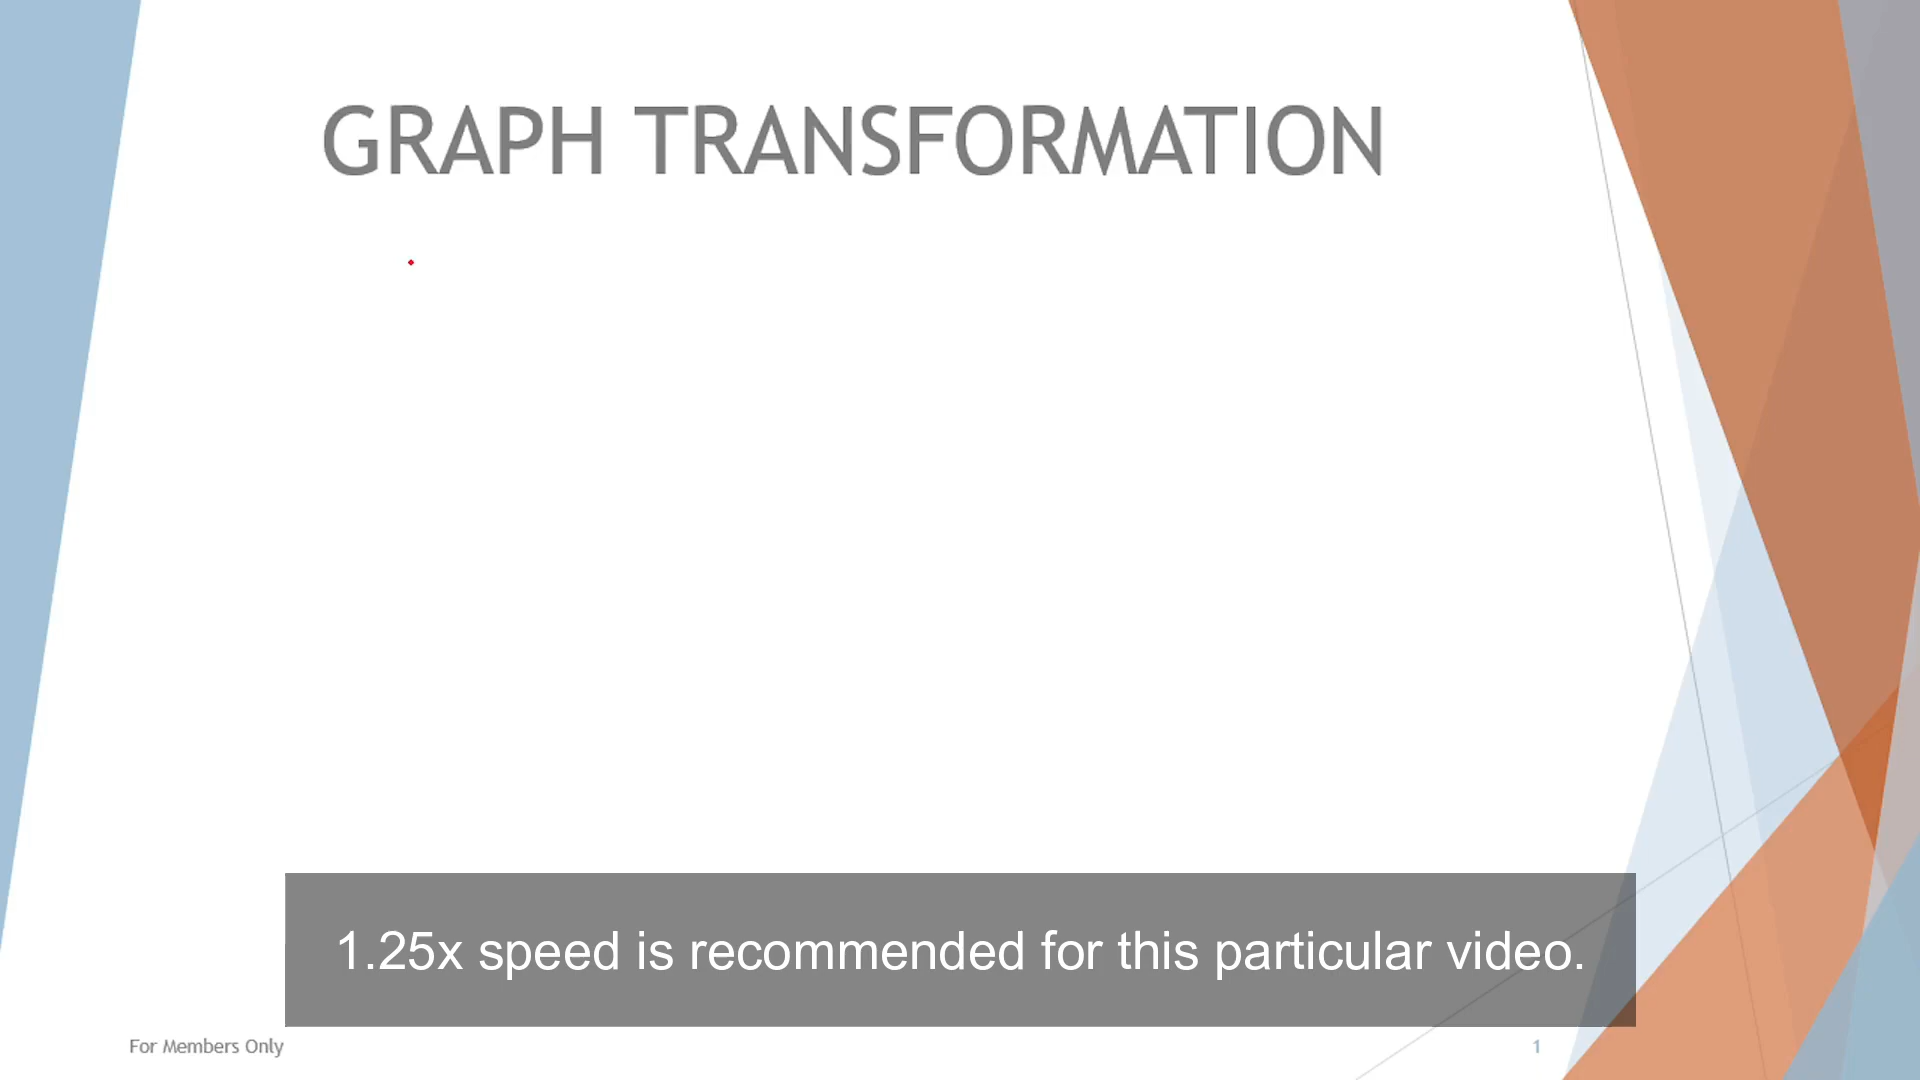 GRAPH TRANSFORMATION
1.25x speed is recommended for this particular video.
For Members Only
1